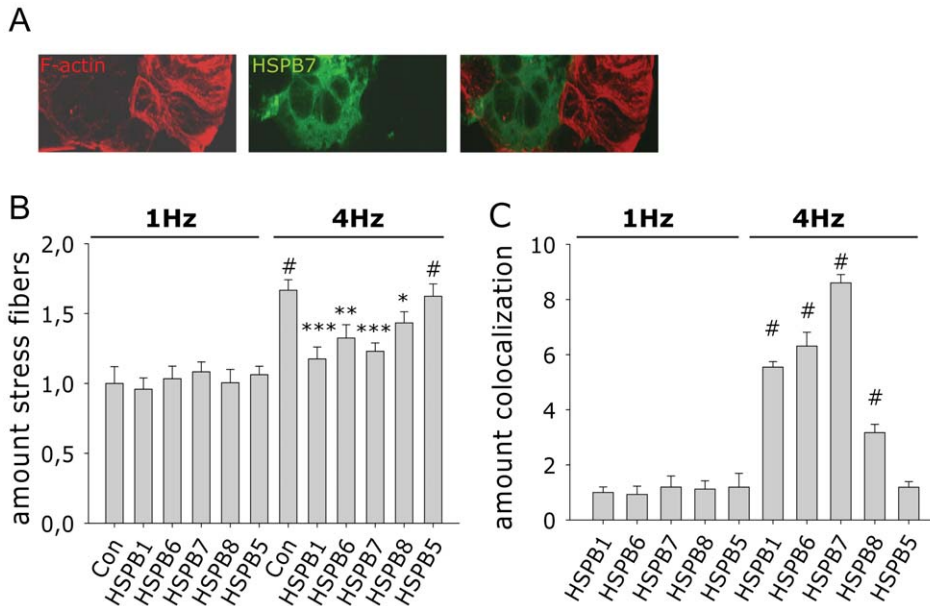 A
F-actin
HSPB7
B
1Hz
4Hz
amount stress fibers
2,0
1,5
1,0
0,5
0,0
#
***
**
***
*
#
Con
HSPB1
HSPB6
HSPB7
HSPB8
HSPB5
Con
HSPB1
HSPB6
HSPB7
HSPB8
HSPB5
C
1Hz
4Hz
amount colocalization
10
8
6
4
2
0
#
#
#
#
HSPB1
HSPB6
HSPB7
HSPB8
HSPB5
HSPB1
HSPB6
HSPB7
HSPB8
HSPB5